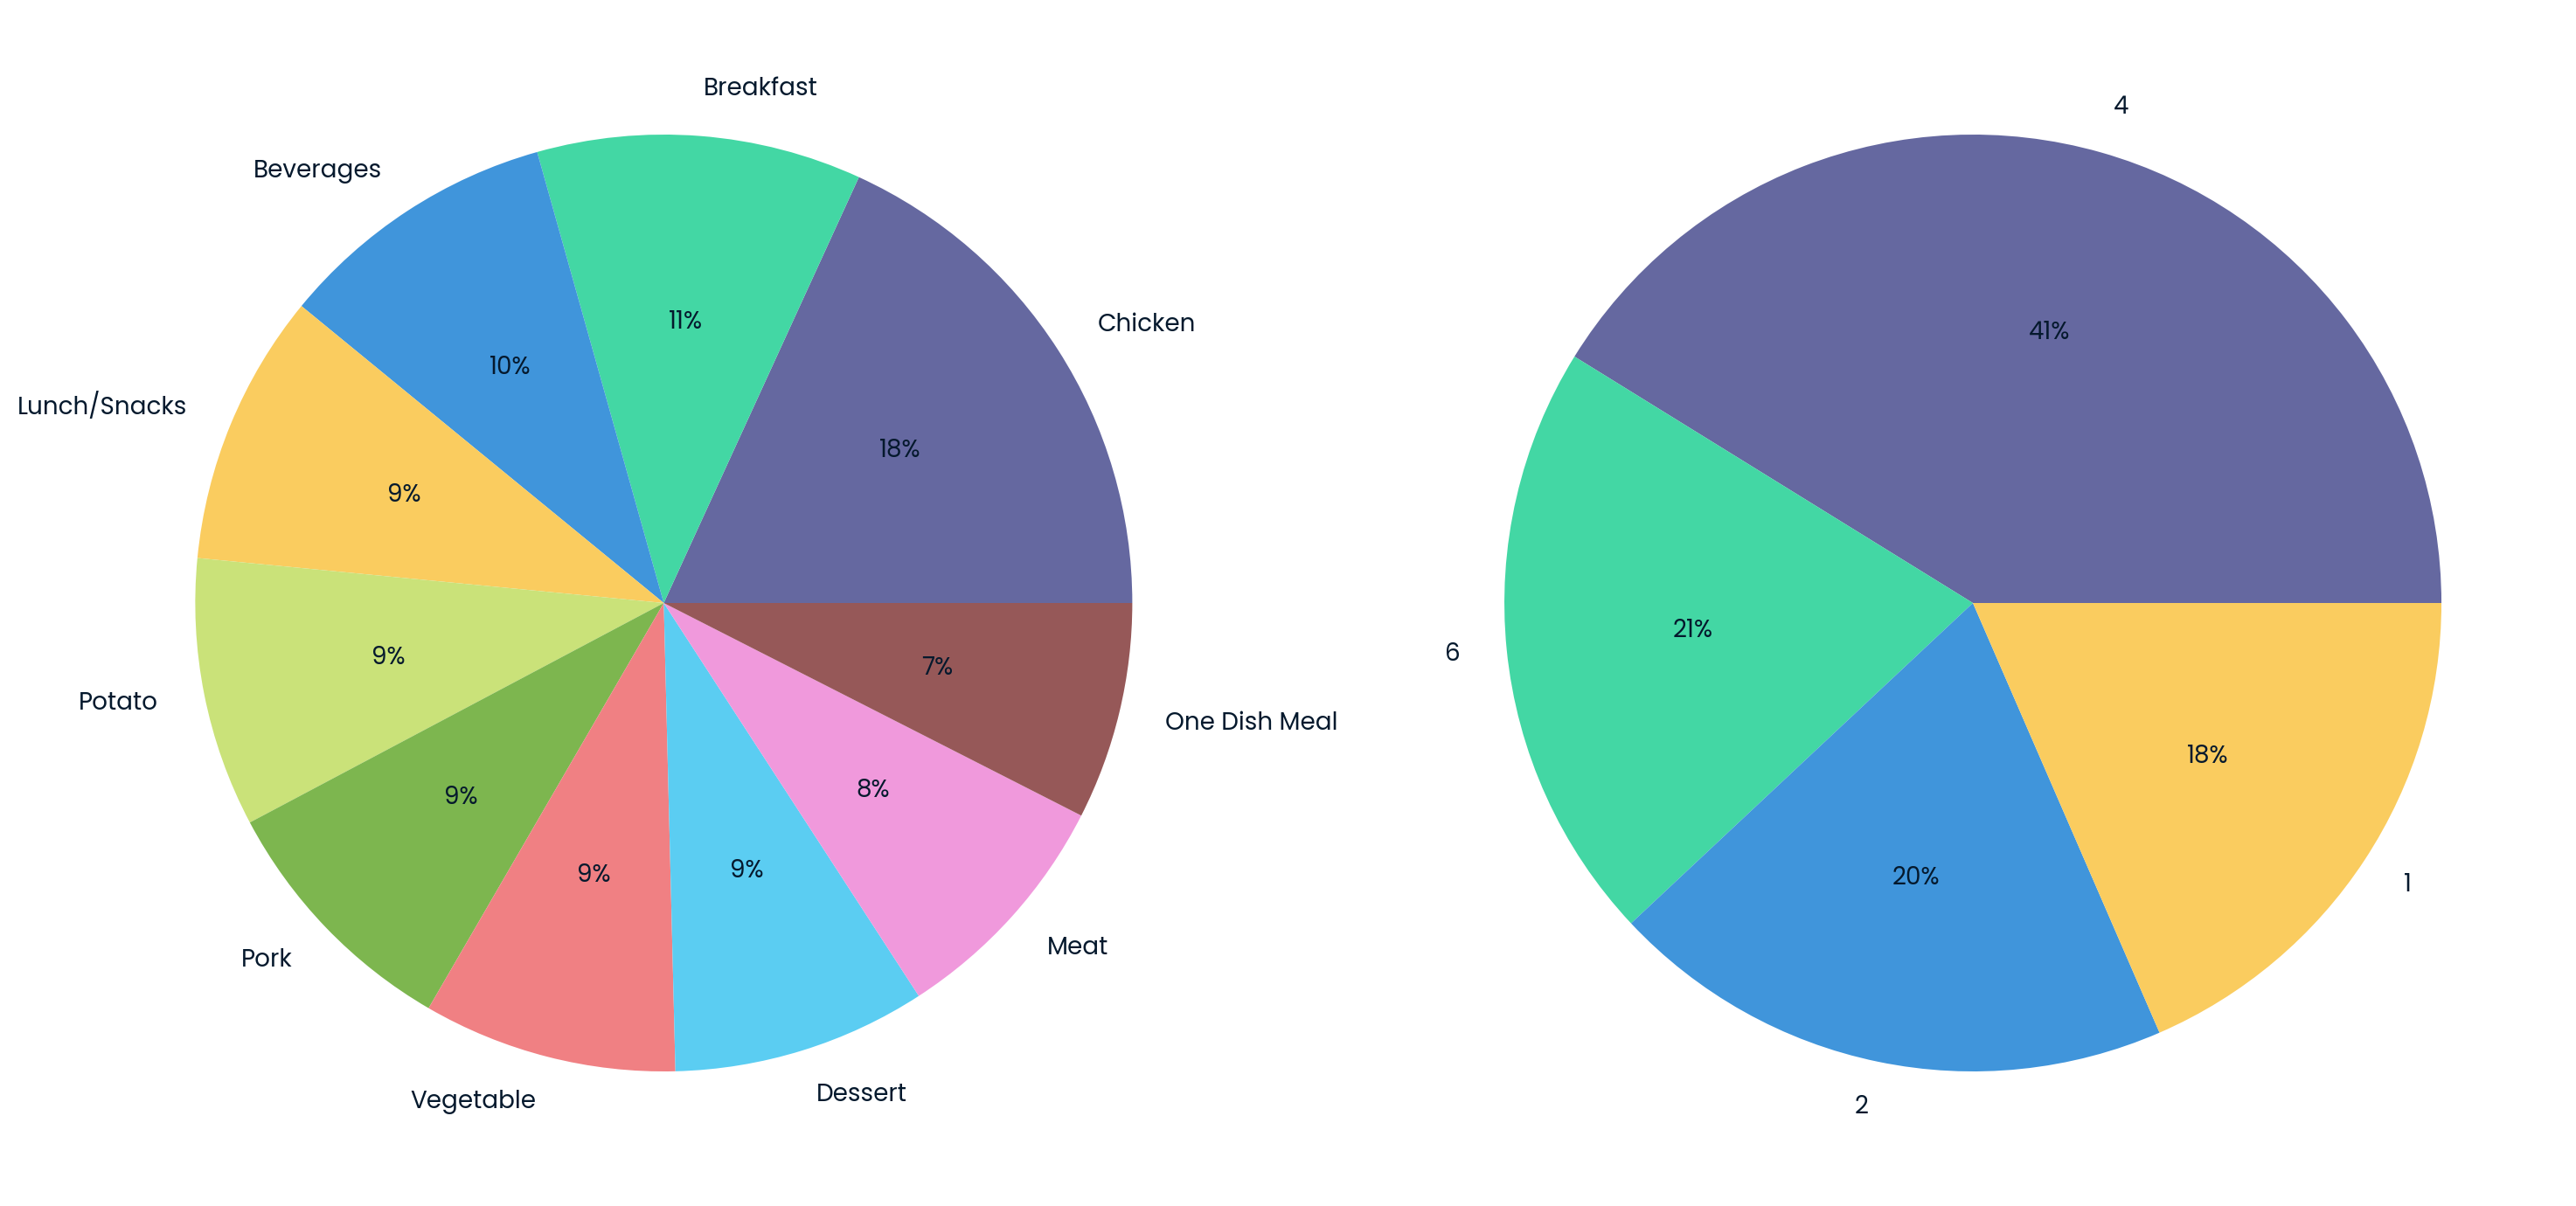 Breakfast
Beverages
Chicken
Lunch/Snacks
Potato
Pork
Vegetable
Dessert
Meat
One Dish Meal
11%
10%
18%
9%
9%
9%
9%
9%
8%
7%
4
41%
6
21%
2
20%
1
18%